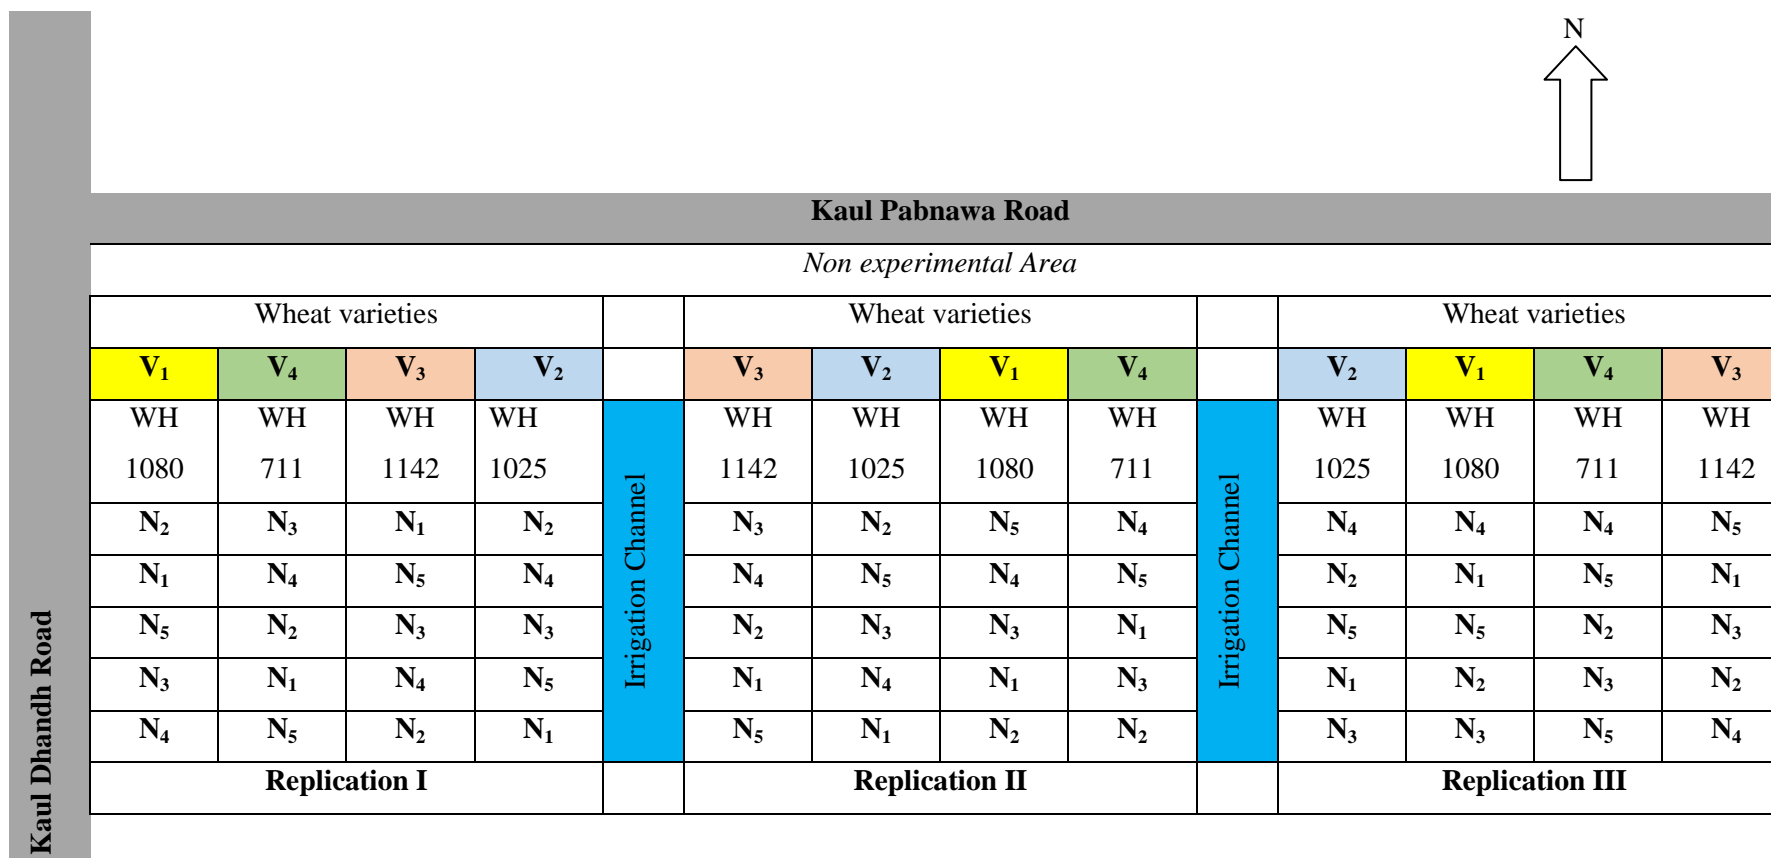 N
Kaul Pabnawa Road
Non experimental Area
Wheat varieties Wheat varieties Wheat varieties
V₁ V₄ V₃ V₂ V₃ V₂ V₁ V₄ V₂ V₁ V₄ V₃
WH WH WH WH WH WH WH WH WH WH WH WH
1080 711 1142 1025 1142 1025 1080 711 1025 1080 711 1142
N₂ N₃ N₁ N₂ N₃ N₂ N₅ N₄ N₄ N₄ N₄ N₅
N₁ N₄ N₅ N₄ N₄ N₅ N₄ N₅ N₂ N₁ N₅ N₁
N₅ N₂ N₃ N₃ N₂ N₃ N₃ N₁ N₅ N₅ N₂ N₃
N₃ N₁ N₄ N₅ N₁ N₄ N₁ N₃ N₁ N₂ N₃ N₂
N₄ N₅ N₂ N₁ N₅ N₁ N₂ N₂ N₃ N₃ N₅ N₄
Irrigation Channel
Irrigation Channel
Replication I Replication II Replication III
Kaul Dhandh Road